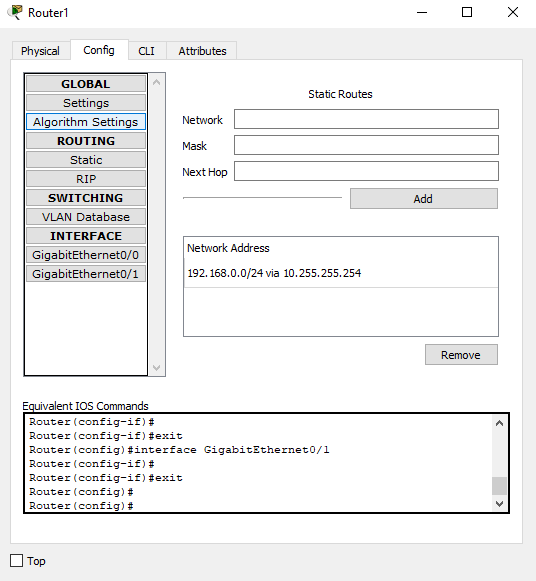 Router1
Physical Config CLI Attributes
GLOBAL
Settings
Algorithm Settings
ROUTING
Static
RIP
SWITCHING
VLAN Database
INTERFACE
GigabitEthernet0/0
GigabitEthernet0/1
Static Routes
Network
Mask
Next Hop
Add
Network Address
192.168.0.0/24 via 10.255.255.254
Remove
Equivalent IOS Commands
Router(config-if)#
Router(config-if)#exit
Router(config)#interface GigabitEthernet0/1
Router(config-if)#
Router(config-if)#exit
Router(config)#
Router(config)#
Top